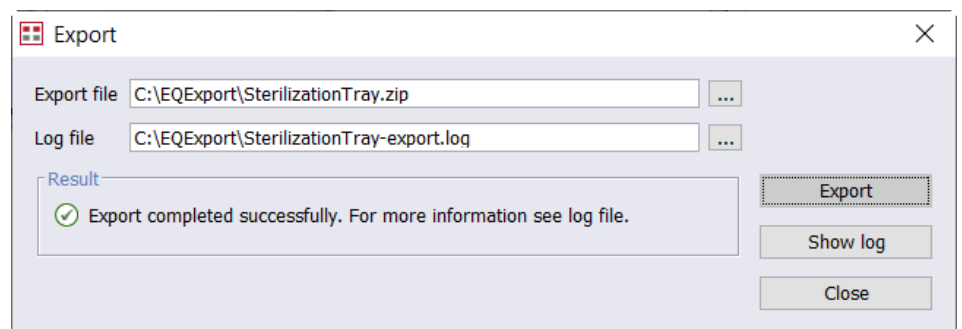 Export
Export file C:\EQExport\SterilizationTray.zip ...
Log file C:\EQExport\SterilizationTray-export.log ...
Result
Export completed successfully. For more information see log file.
Export
Show log
Close